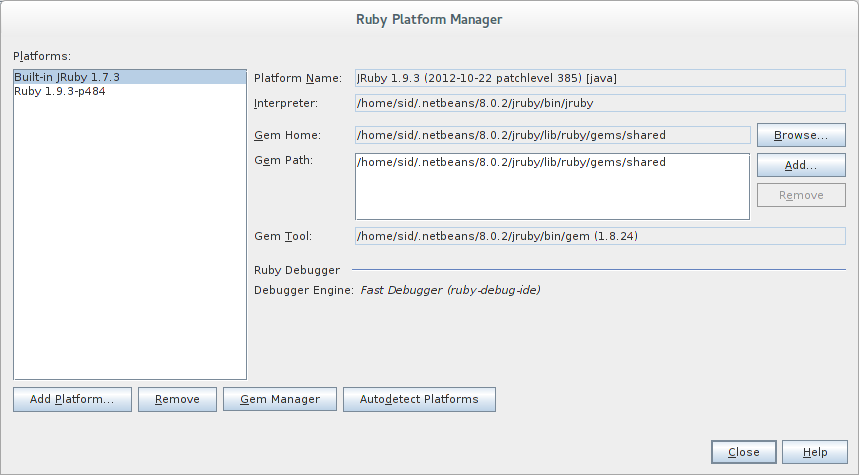 Ruby Platform Manager
Platforms:
Built-in JRuby 1.7.3
Ruby 1.9.3-p484
Platform Name: JRuby 1.9.3 (2012-10-22 patchlevel 385) [java]
Interpreter: /home/sid/.netbeans/8.0.2/jruby/bin/jruby
Gem Home: /home/sid/.netbeans/8.0.2/jruby/lib/ruby/gems/shared Browse...
Gem Path: /home/sid/.netbeans/8.0.2/jruby/lib/ruby/gems/shared Add...
Remove
Gem Tool: /home/sid/.netbeans/8.0.2/jruby/bin/gem (1.8.24)
Ruby Debugger
Debugger Engine: Fast Debugger (ruby-debug-ide)
Add Platform... Remove Gem Manager Autodetect Platforms
Close Help